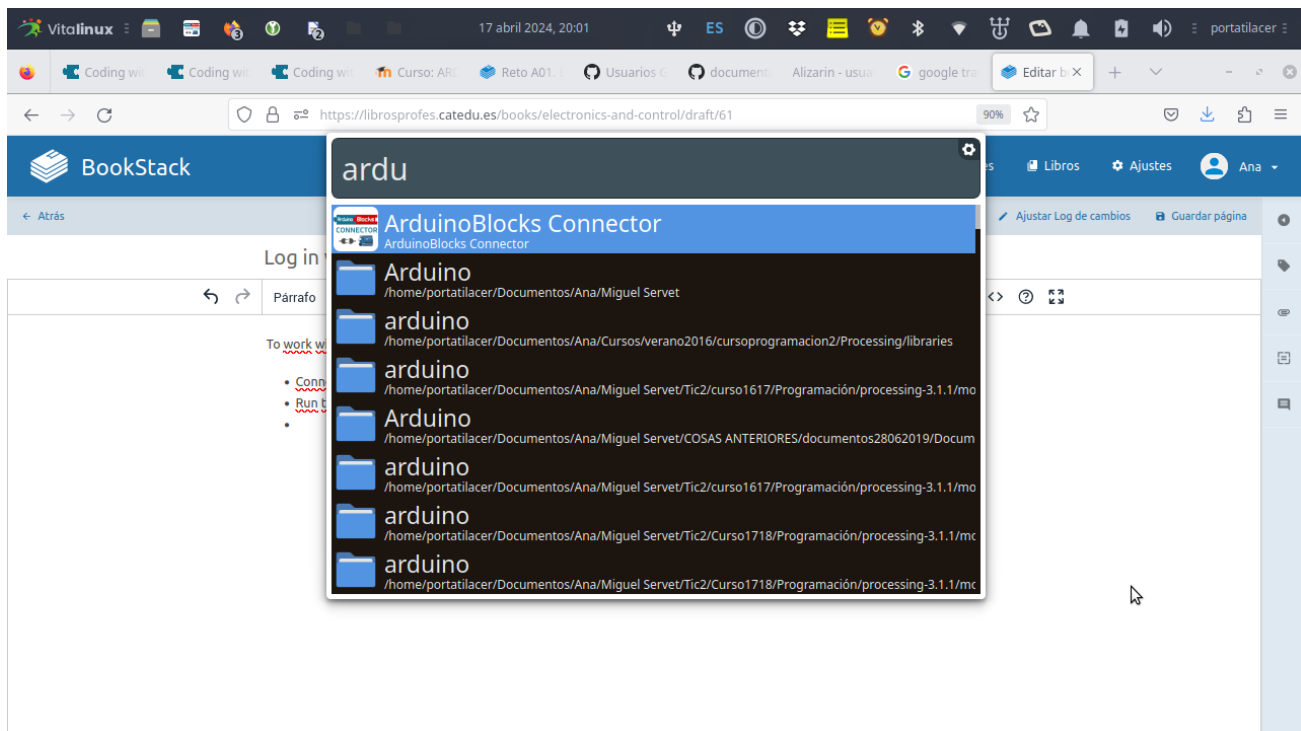 Vitalinux
17 abril 2024, 20:01
ES
portatilacer
Coding wit
Coding wit
Coding wit
Curso: ARD
Reto A01.
Usuarios G
documenta
Alizarin - usua
google tra
Editar b
https://librosprofes.catedu.es/books/electronics-and-control/draft/61
90%
BookStack
ardu
es
Libros
Ajustes
Ana
← Atrás
Ajustar Log de cambios
Guardar página
ArduinoBlocks Connector
ArduinoBlocks Connector
Log in
Arduino
/home/portatilacer/Documentos/Ana/Miguel Servet
Párrafo
arduino
/home/portatilacer/Documentos/Ana/Cursos/verano2016/cursoprogramacion2/Processing/libraries
To work w
arduino
/home/portatilacer/Documentos/Ana/Miguel Servet/Tic2/curso1617/Programación/processing-3.1.1/mo
• Conn
• Run t
•
Arduino
/home/portatilacer/Documentos/Ana/Miguel Servet/COSAS ANTERIORES/documentos28062019/Docum
arduino
/home/portatilacer/Documentos/Ana/Miguel Servet/Tic2/curso1617/Programación/processing-3.1.1/mo
arduino
/home/portatilacer/Documentos/Ana/Miguel Servet/Tic2/Curso1718/Programación/processing-3.1.1/mc
arduino
/home/portatilacer/Documentos/Ana/Miguel Servet/Tic2/Curso1718/Programación/processing-3.1.1/mc